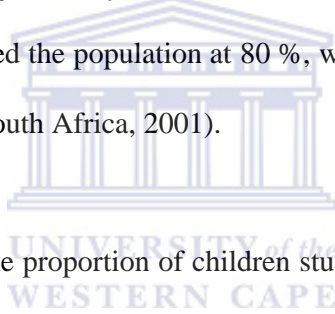 ed the population at 80 %, w
outh Africa, 2001).
UNIVERSITY of the
e proportion of children stu
WESTERN CAPE